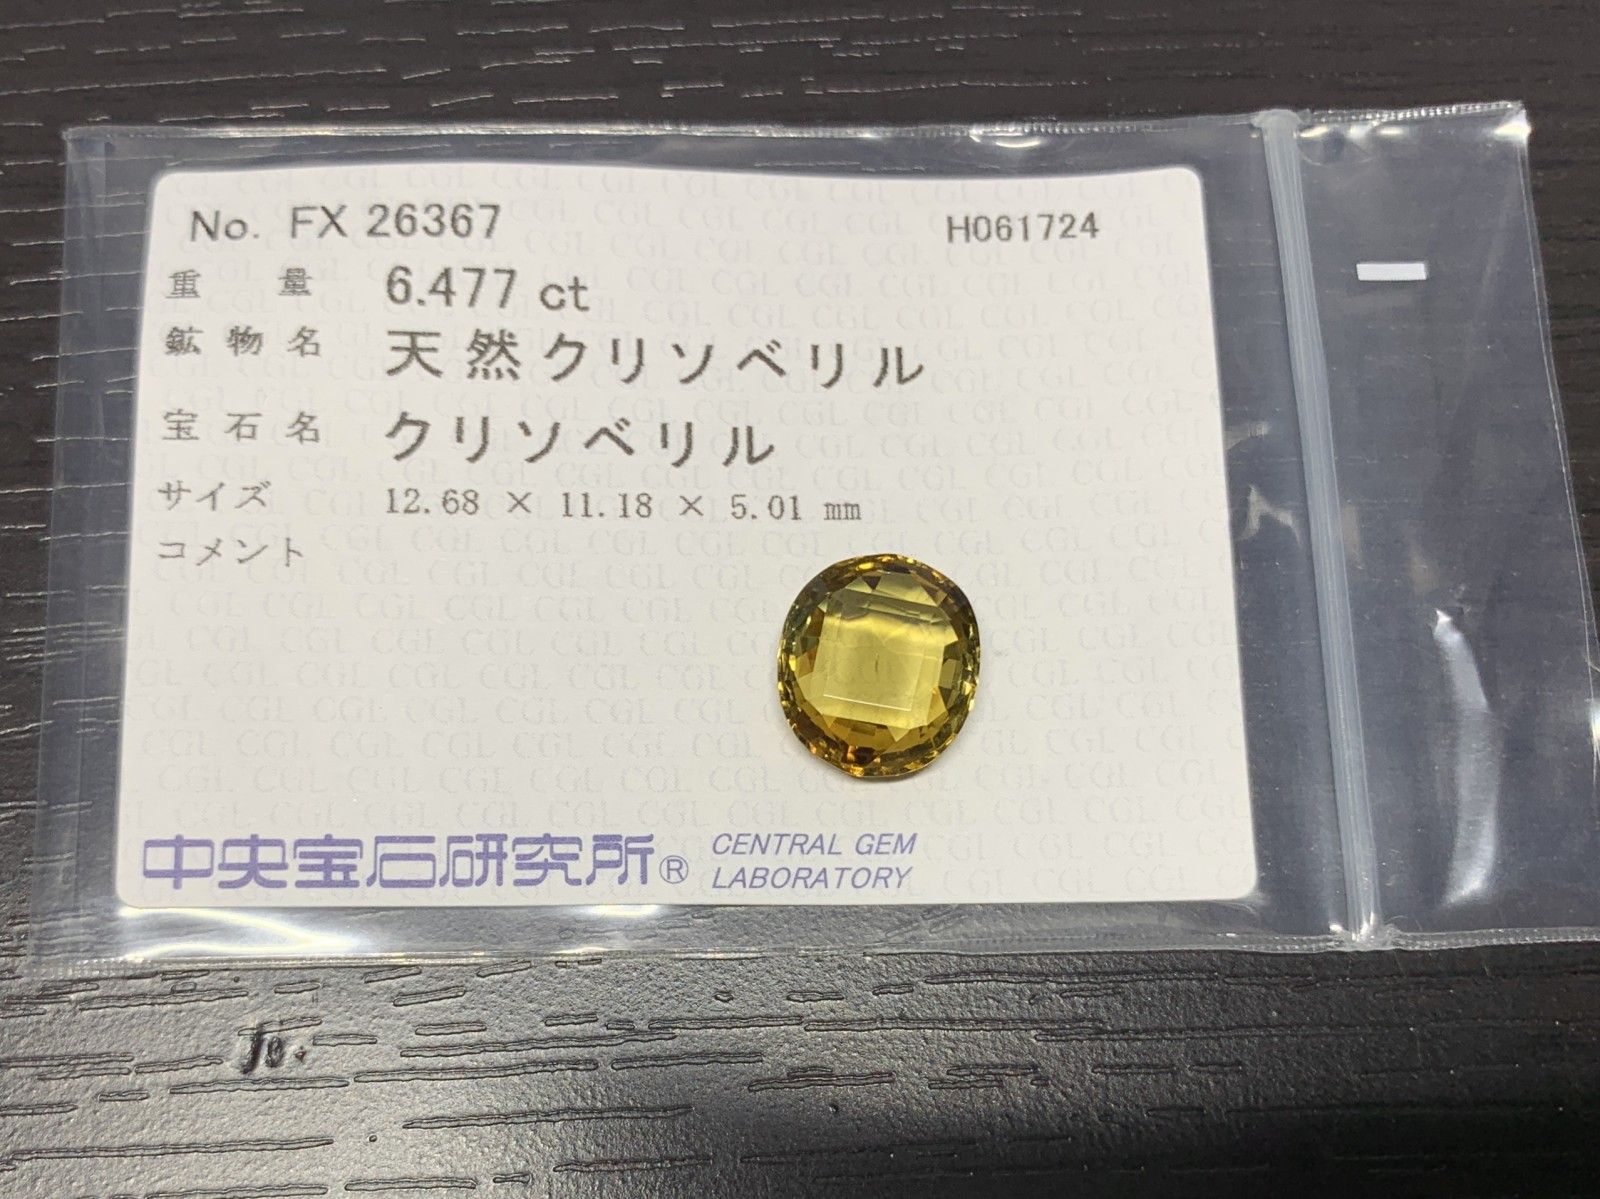 No. FX 26367 H061724
重量 6.477 ct
鉱物名 天然クリソベリル
宝石名 クリソベリル
サイズ 12.68 × 11.18 × 5.01 mm
コメント
中央宝石研究所® CENTRAL GEM
LABORATORY